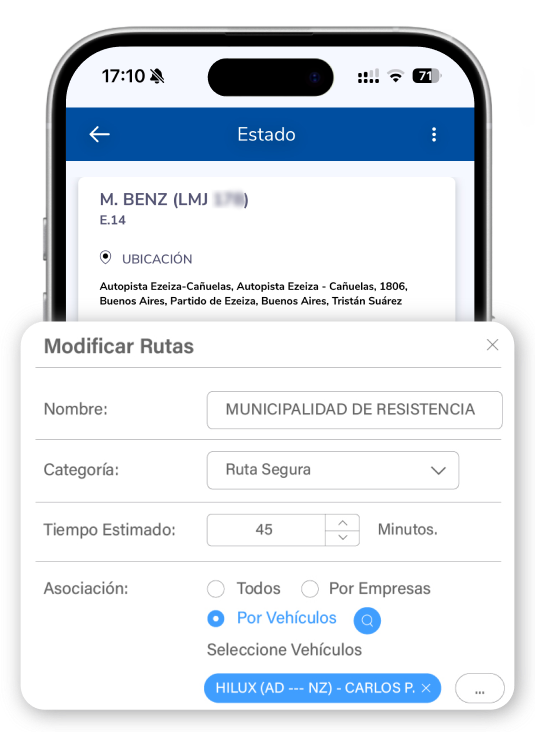 17:10
71
Estado
M. BENZ (LMJ )
E.14
UBICACIÓN
Autopista Ezeiza-Cañuelas, Autopista Ezeiza - Cañuelas, 1806,
Buenos Aires, Partido de Ezeiza, Buenos Aires, Tristán Suárez
Modificar Rutas
Nombre: MUNICIPALIDAD DE RESISTENCIA
Categoría: Ruta Segura
Tiempo Estimado: 45 Minutos.
Asociación: Todos Por Empresas
Por Vehículos
Seleccione Vehículos
HILUX (AD --- NZ) - CARLOS P. × ...